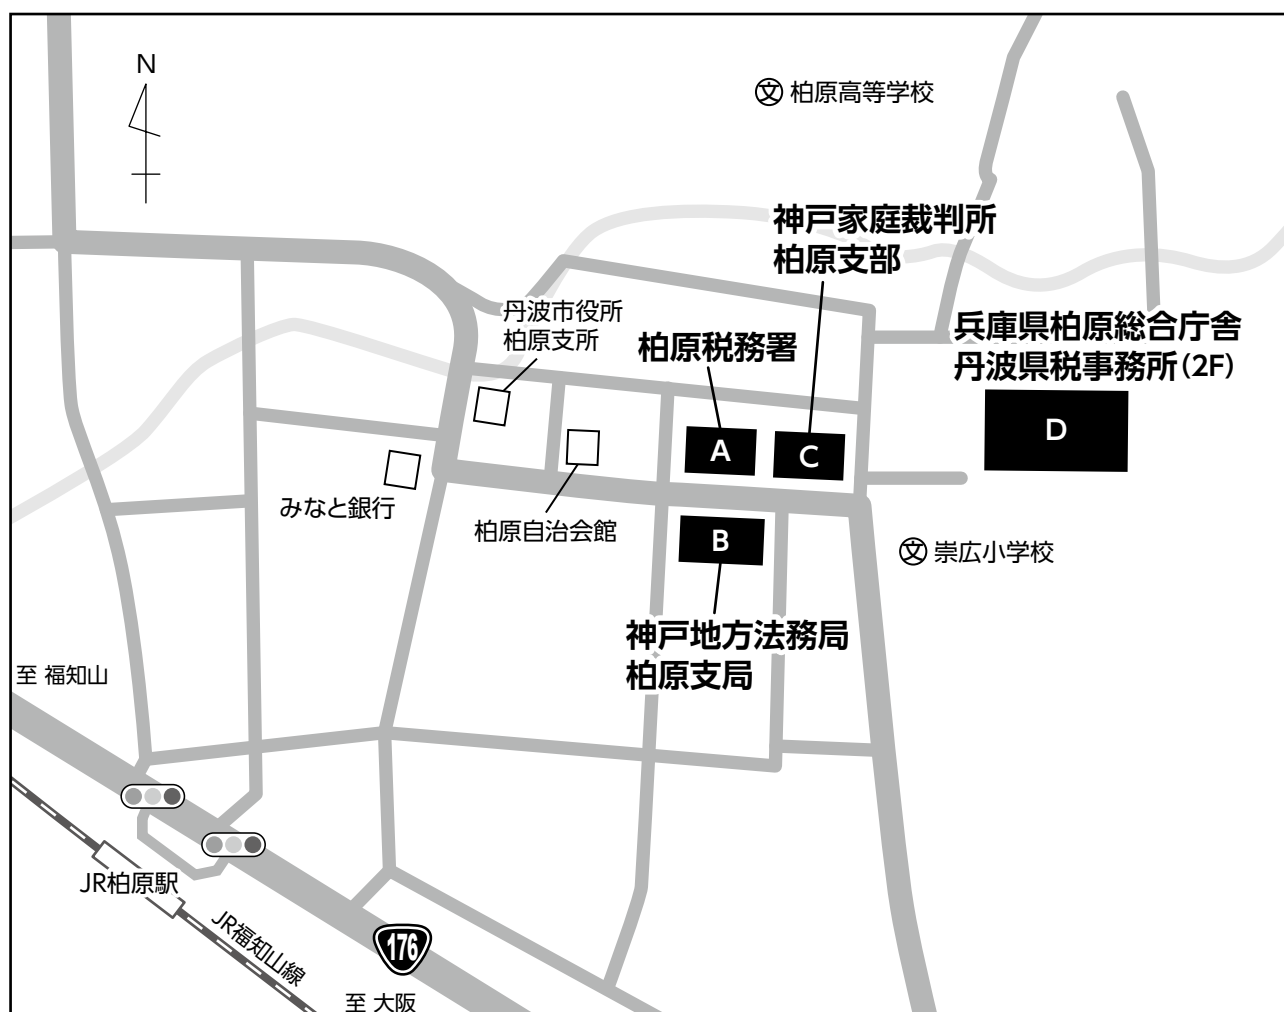 N
文 柏原高等学校
神戸家庭裁判所
柏原支部
丹波市役所
柏原支所
柏原税務署
兵庫県柏原総合庁舎
丹波県税事務所(2F)
A
C
D
みなと銀行
柏原自治会館
B
文 崇広小学校
神戸地方法務局
柏原支局
至 福知山
JR柏原駅
JR福知山線
176
至 大阪